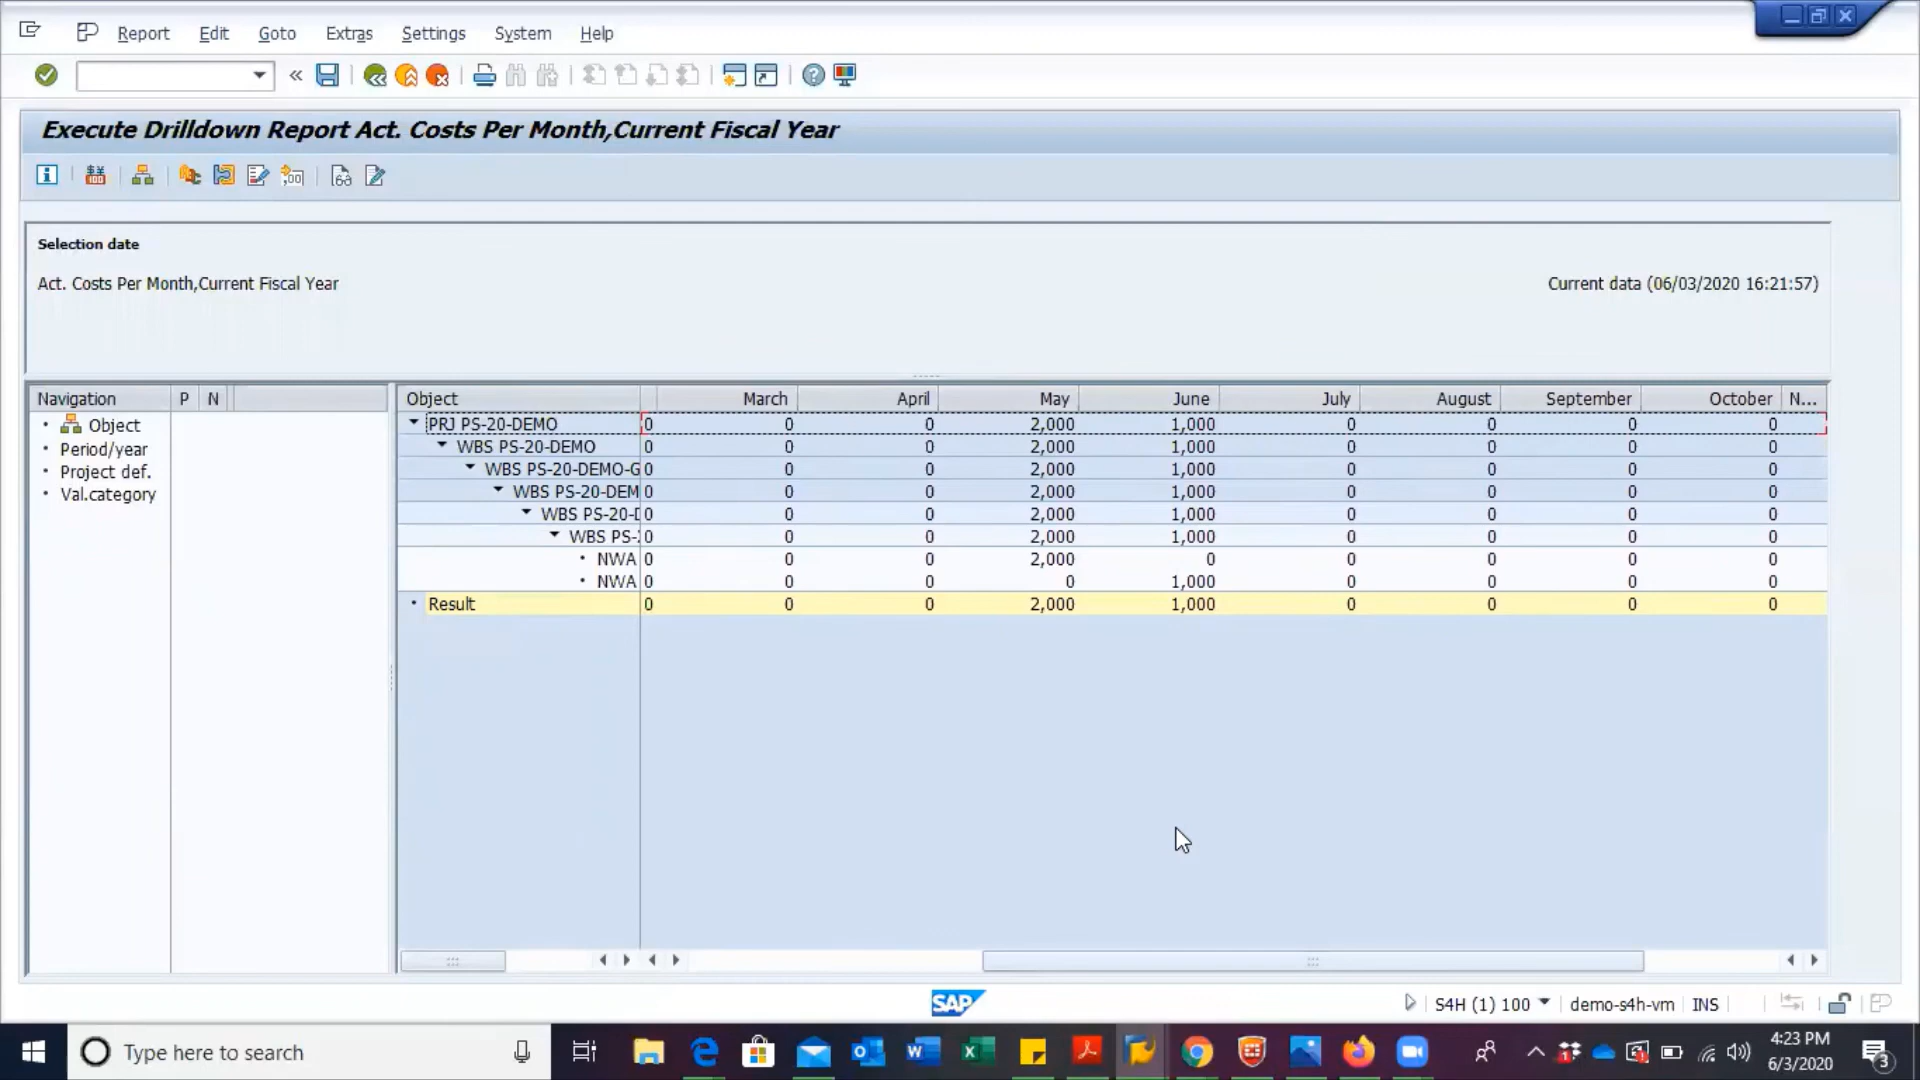 Report Edit Goto Extras Settings System Help
Execute Drilldown Report Act. Costs Per Month,Current Fiscal Year
Selection date
Act. Costs Per Month,Current Fiscal Year Current data (06/03/2020 16:21:57)
Navigation P N
Object
Period/year
Project def.
Val.category
Object March April May June July August September October N...
PRJ PS-20-DEMO 0 0 0 2,000 1,000 0 0 0 0
WBS PS-20-DEMO 0 0 0 2,000 1,000 0 0 0 0
WBS PS-20-DEMO-G 0 0 0 2,000 1,000 0 0 0 0
WBS PS-20-DEM 0 0 0 2,000 1,000 0 0 0 0
WBS PS-20-D 0 0 0 2,000 1,000 0 0 0 0
WBS PS- 0 0 0 2,000 1,000 0 0 0 0
NWA 0 0 0 2,000 0 0 0 0 0
NWA 0 0 0 0 1,000 0 0 0 0
Result 0 0 0 2,000 1,000 0 0 0 0
SAP S4H (1) 100 demo-s4h-vm INS
Type here to search
4:23 PM
6/3/2020
3